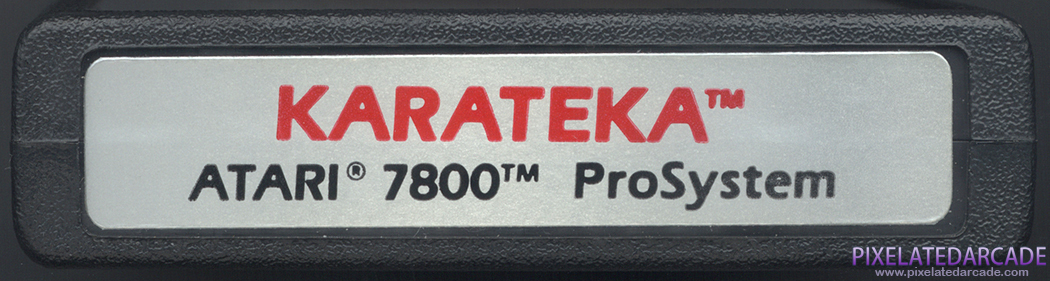 KARATEKA™
ATARI® 7800™ ProSystem
PIXELATEDARCADE
www.pixelatedarcade.com